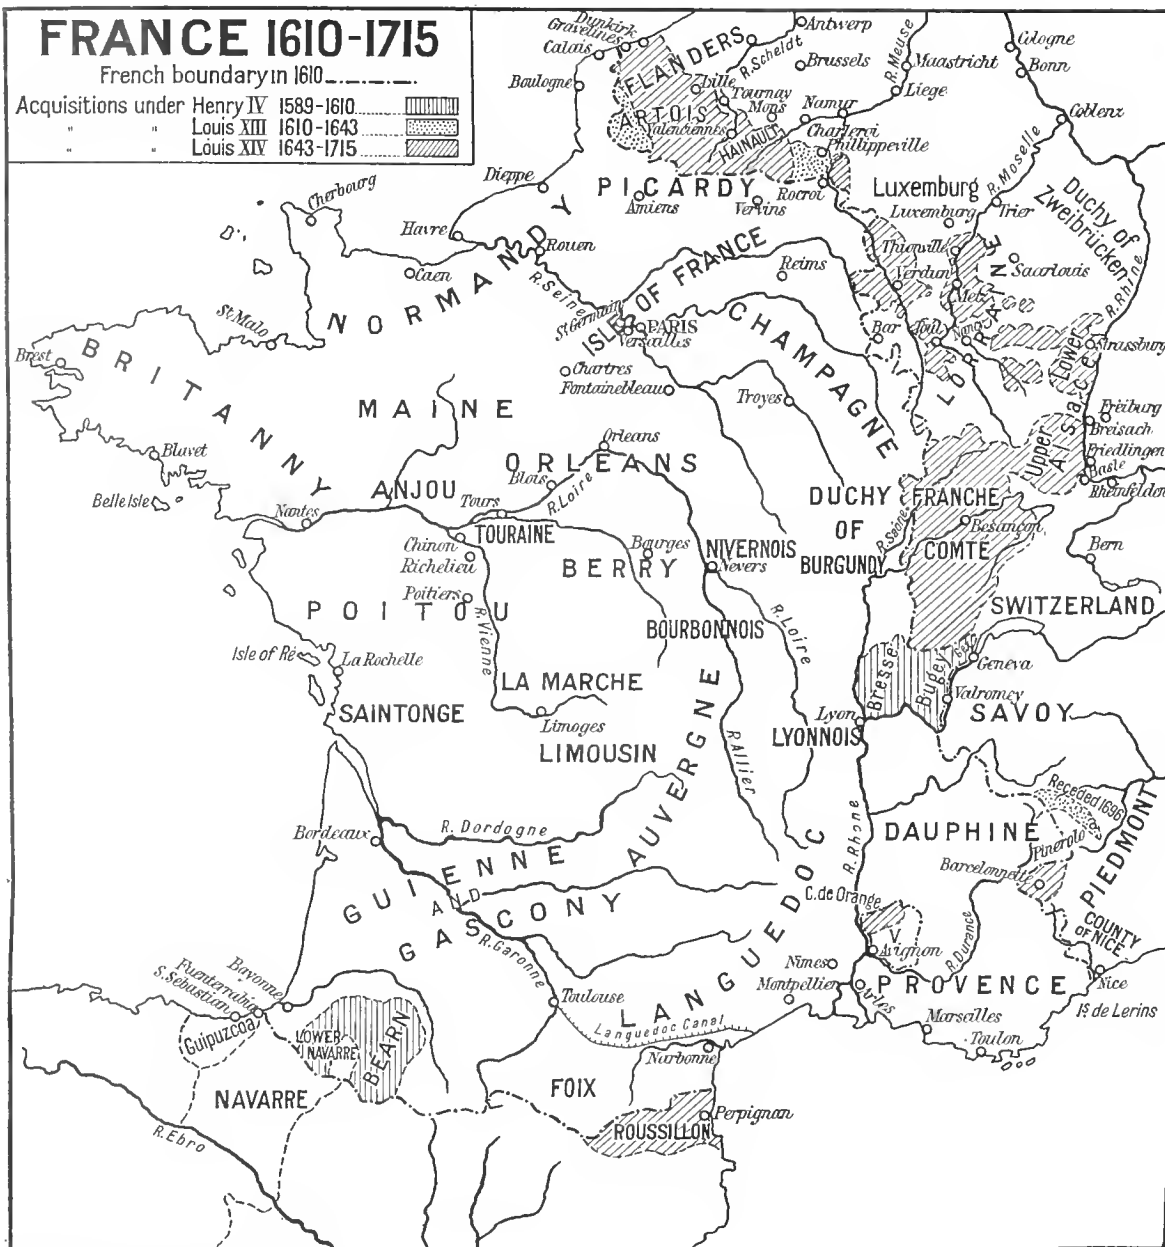 FRANCE 1610-1715
French boundary in 1610
Acquisitions under Henry IV 1589-1610
" " Louis XIII 1610-1643
" " Louis XIV 1643-1715
Dunkirk
Gravelines
Calais
Boulogne
FLANDERS
Antwerp
R. Scheldt
Brussels
R. Meuse
Maastricht
Liege
Cologne
Bonn
Coblenz
Lille
Tournay
Mons
Namur
ARTOIS
Valenciennes
HAINAULT
Charleroi
Phillippeville
R. Moselle
Dieppe
PICARDY
Amiens
Vervins
Rocroi
Luxemburg
Luxemburg
Trier
Duchy of
Zweibrücken
Cherbourg
Havre
Rouen
Caen
NORMANDY
R. Seine
ISLE OF FRANCE
Reims
Thionville
Verdun
Metz
Saarlouis
R. Rhine
LORRAINE
St. Malo
St Germain
PARIS
Versailles
CHAMPAGNE
Bar
Toul
Nancy
Lower
Strassburg
Brest
BRITANNY
Chartres
Fontainebleau
Troyes
MAINE
Alsace
Freiburg
Breisach
Friedlingen
Upper
Basle
Rheinfelden
Blavet
Belle Isle
Orleans
ORLEANS
Blois
R. Loire
ANJOU
Tours
Nantes
TOURAINE
DUCHY
OF
BURGUNDY
R. Saône
FRANCHE
COMTE
Besançon
Bern
Chinon
Richelieu
Bourges
BERRY
NIVERNOIS
Nevers
SWITZERLAND
Poitiers
POITOU
R. Vienne
BOURBONNOIS
R. Loire
Isle of Ré
La Rochelle
LA MARCHE
Bresse
Bugey
Gex
Geneva
Valromey
SAVOY
SAINTONGE
Limoges
LIMOUSIN
AUVERGNE
R Allier
Lyon
LYONNOIS
Bordeaux
R. Dordogne
R. Rhone
DAUPHINE
Receded 1696
Pinerolo
PIEDMONT
Barcelonnette
GUIENNE
AND
GASCONY
R. Garonne
C. de Orange
V.
Avignon
R. Durance
COUNTY
OF NICE
LANGUEDOC
Nimes
Montpellier
Arles
PROVENCE
Nice
Is. de Lerins
Marsalles
Toulon
Bayonne
Fuenterrabia
S. Sebastian
Guipuzcoa
Toulouse
Languedoc Canal
Narbonne
LOWER
NAVARRE
BEARN
NAVARRE
FOIX
R. Ebro
Perpignan
ROUSSILLON